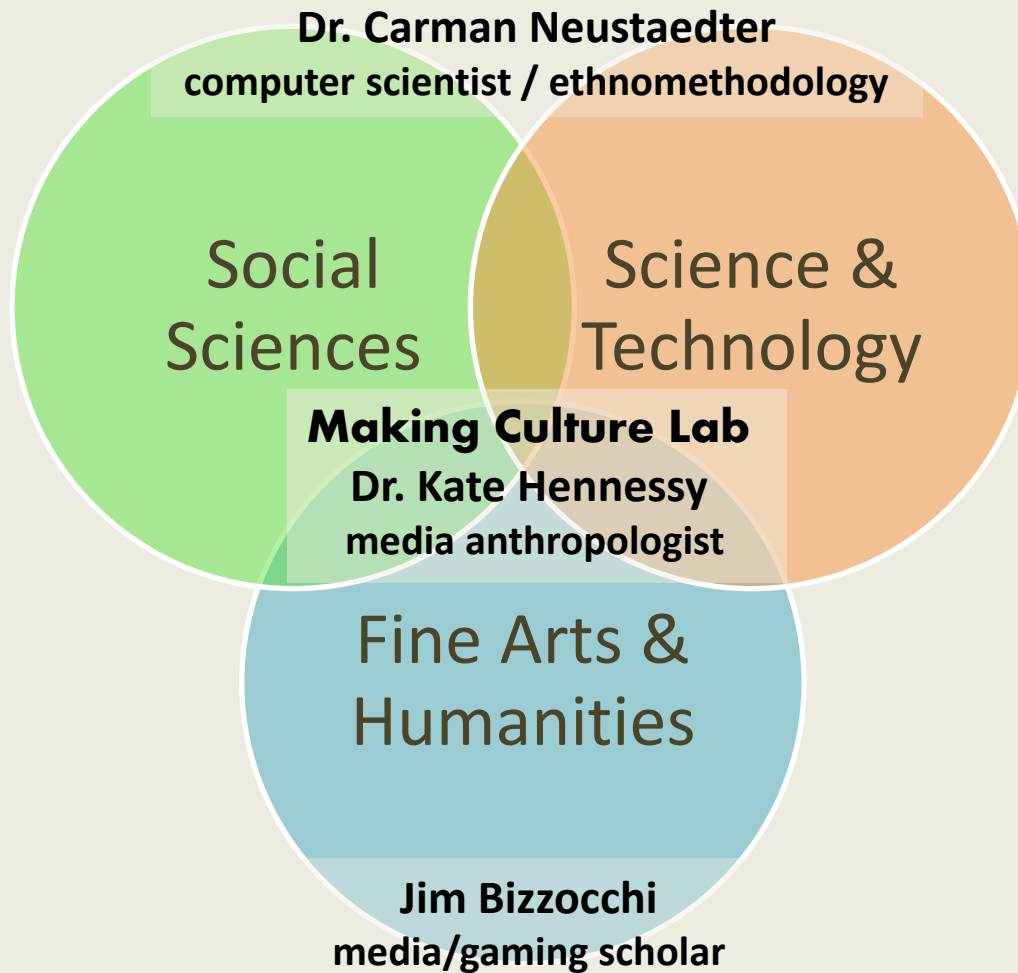 Dr. Carman Neustaedter
computer scientist / ethnomethodology
Social
Sciences
Science &
Technology
Making Culture Lab
Dr. Kate Hennessy
media anthropologist
Fine Arts &
Humanities
Jim Bizzocchi
media/gaming scholar